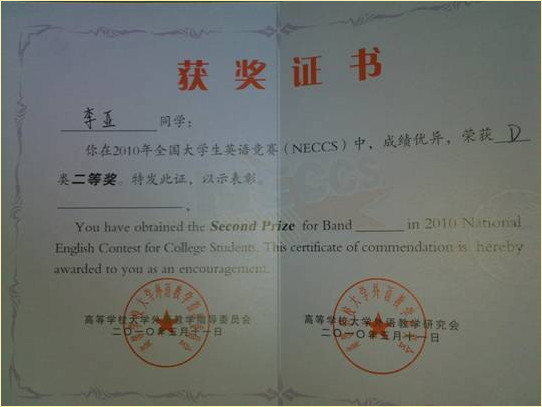 获奖证书
李亚 同学：
你在2010年全国大学生英语竞赛（NECCS）中，成绩优异，荣获 D
类二等奖。特发此证，以示表彰。
,
You have obtained the Second Prize for Band in 2010 National
English Contest for College Students. This certificate of commendation is hereby
awarded to you as an encouragement.
高等学校大学外语教学指导委员会
二〇一〇年五月十一日
高等学校大学外语教学研究会
二〇一〇年五月十一日